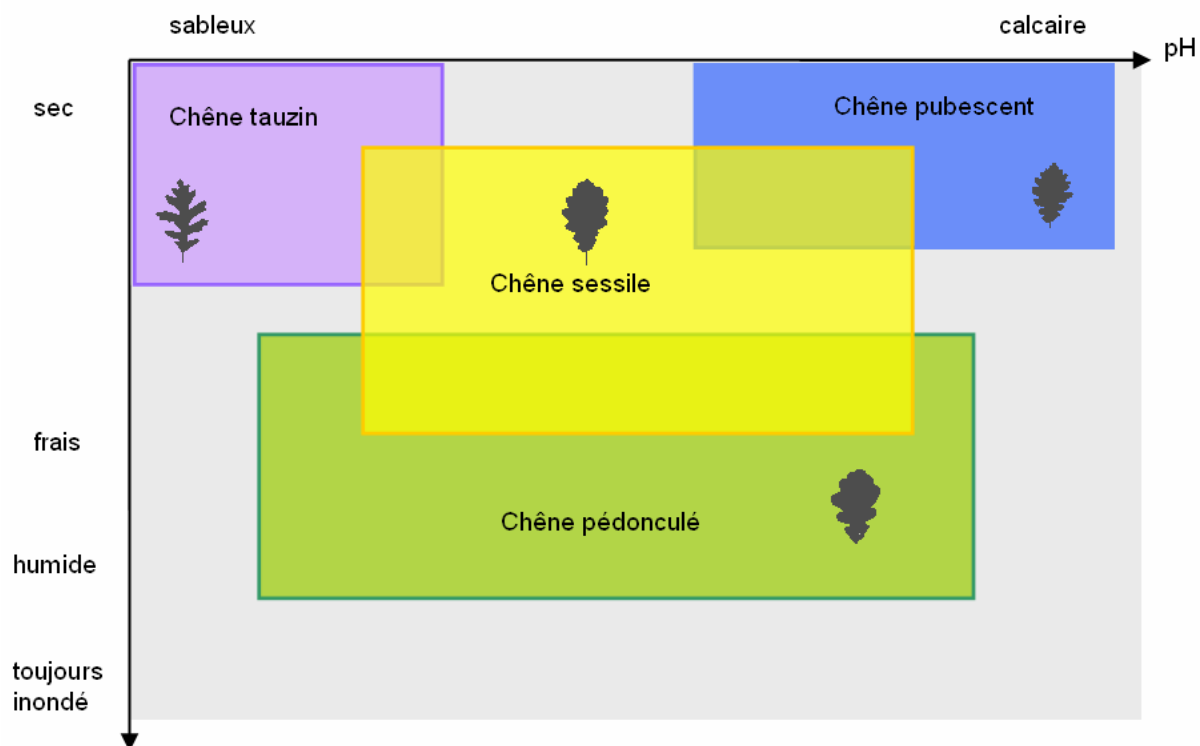 sableux
calcaire
pH
sec
Chêne tauzin
Chêne pubescent
Chêne sessile
frais
Chêne pédonculé
humide
toujours
inondé